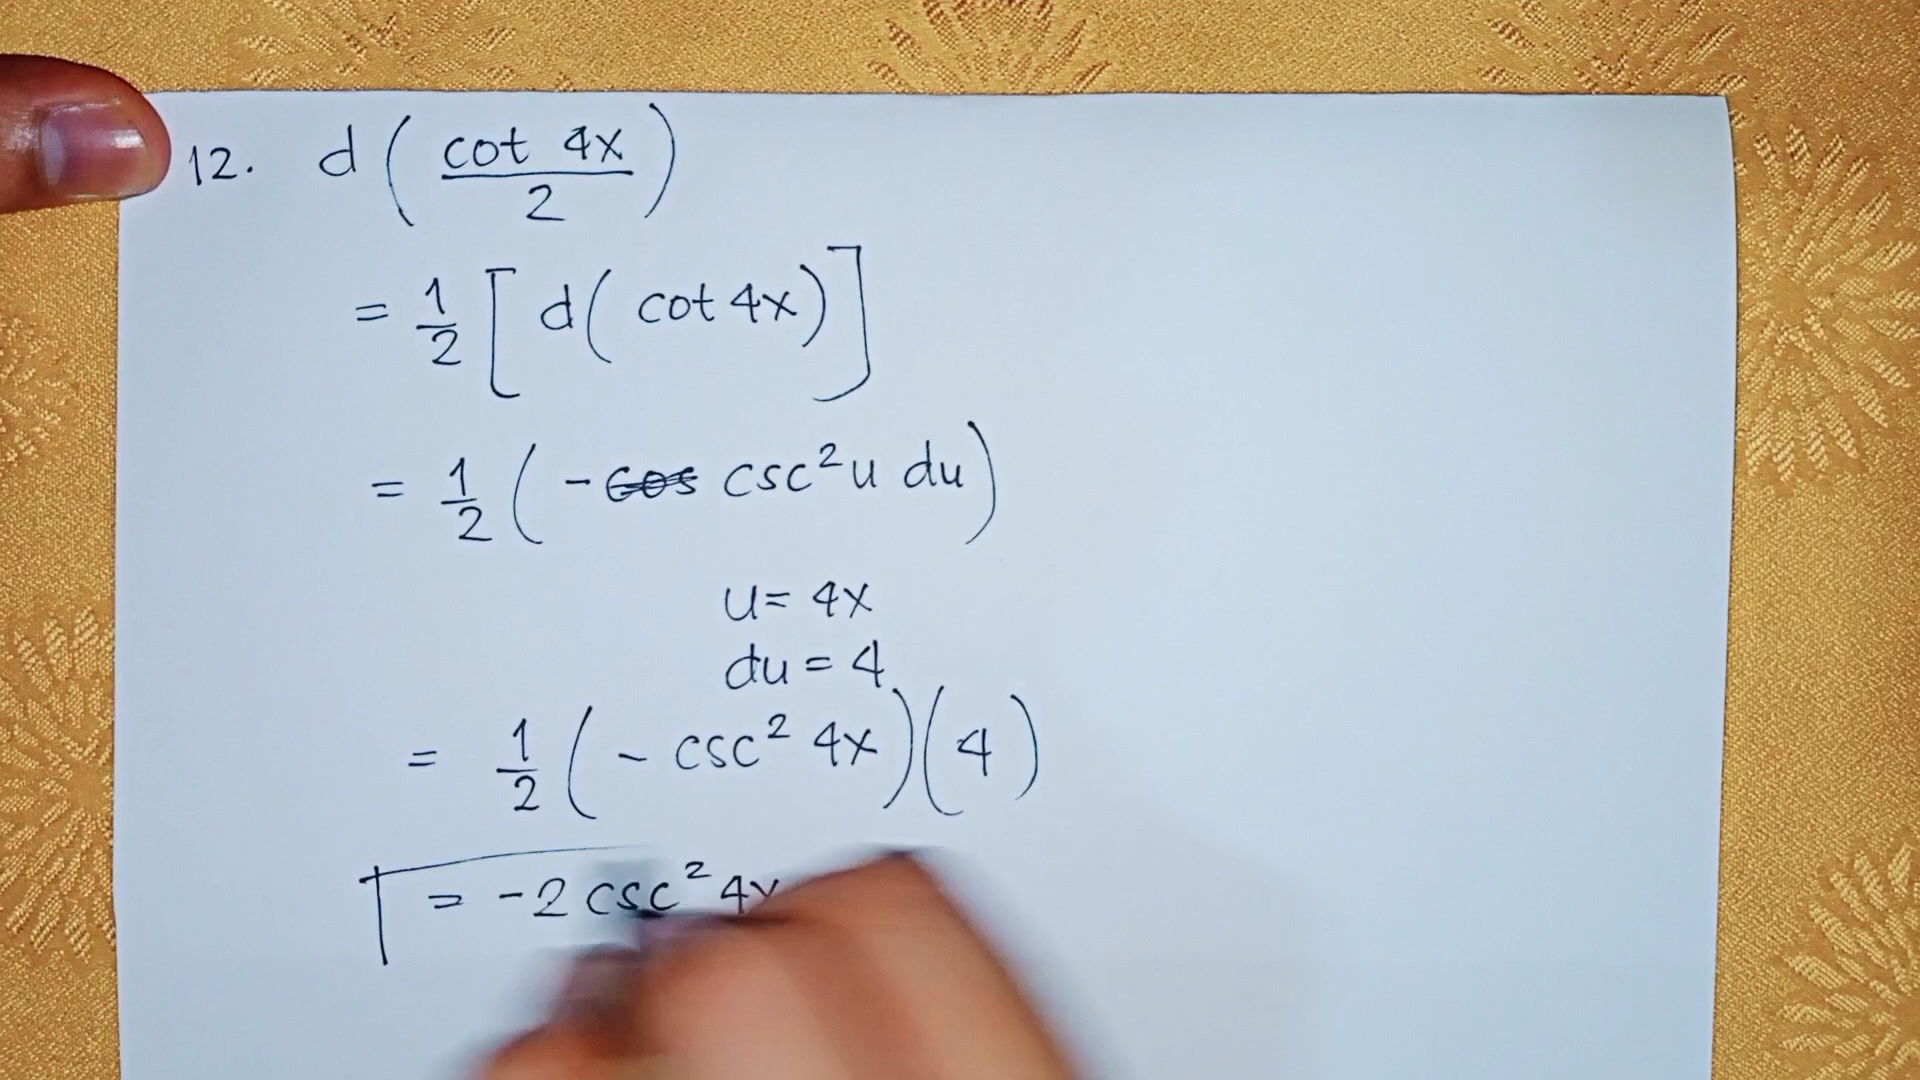 12. d ( cot 4x / 2 )
= 1/2 [ d ( cot 4x ) ]
= 1/2 ( - cos csc² u du )
u = 4x
du = 4
= 1/2 ( - csc² 4x ) ( 4 )
= -2 csc² 4x